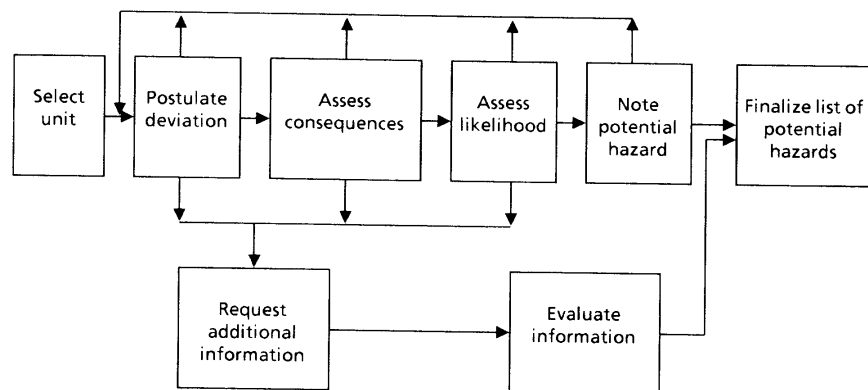 Select
unit
Postulate
deviation
Assess
consequences
Assess
likelihood
Note
potential
hazard
Finalize list of
potential
hazards
Request
additional
information
Evaluate
information